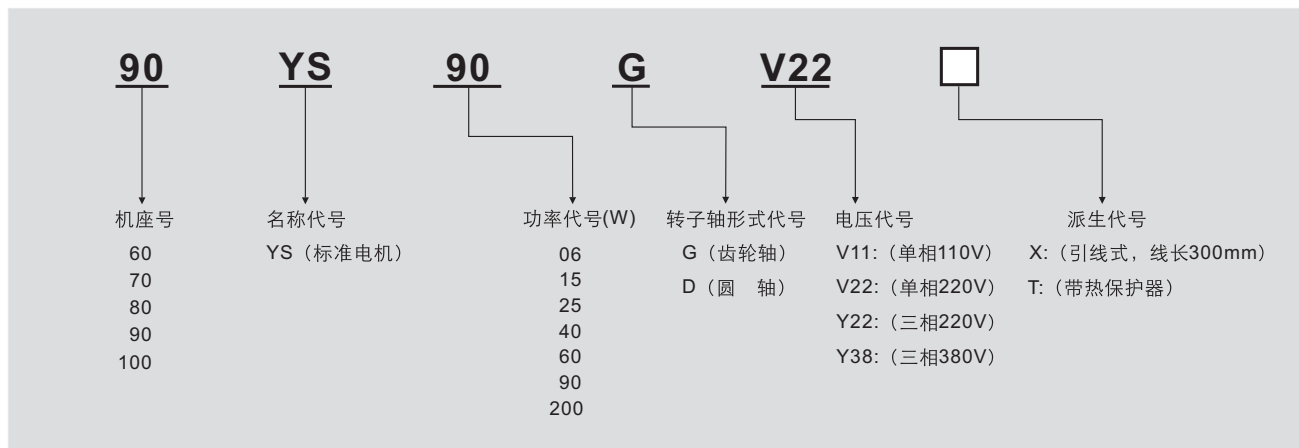 90 YS 90 G V22
机座号 名称代号 功率代号(W) 转子轴形式代号 电压代号 派生代号
60 YS（标准电机） 06 G（齿轮轴） V11:（单相110V） X:（引线式，线长300mm）
70 15 D（圆 轴） V22:（单相220V） T:（带热保护器）
80 25 Y22:（三相220V）
90 40 Y38:（三相380V）
100 60
90
200